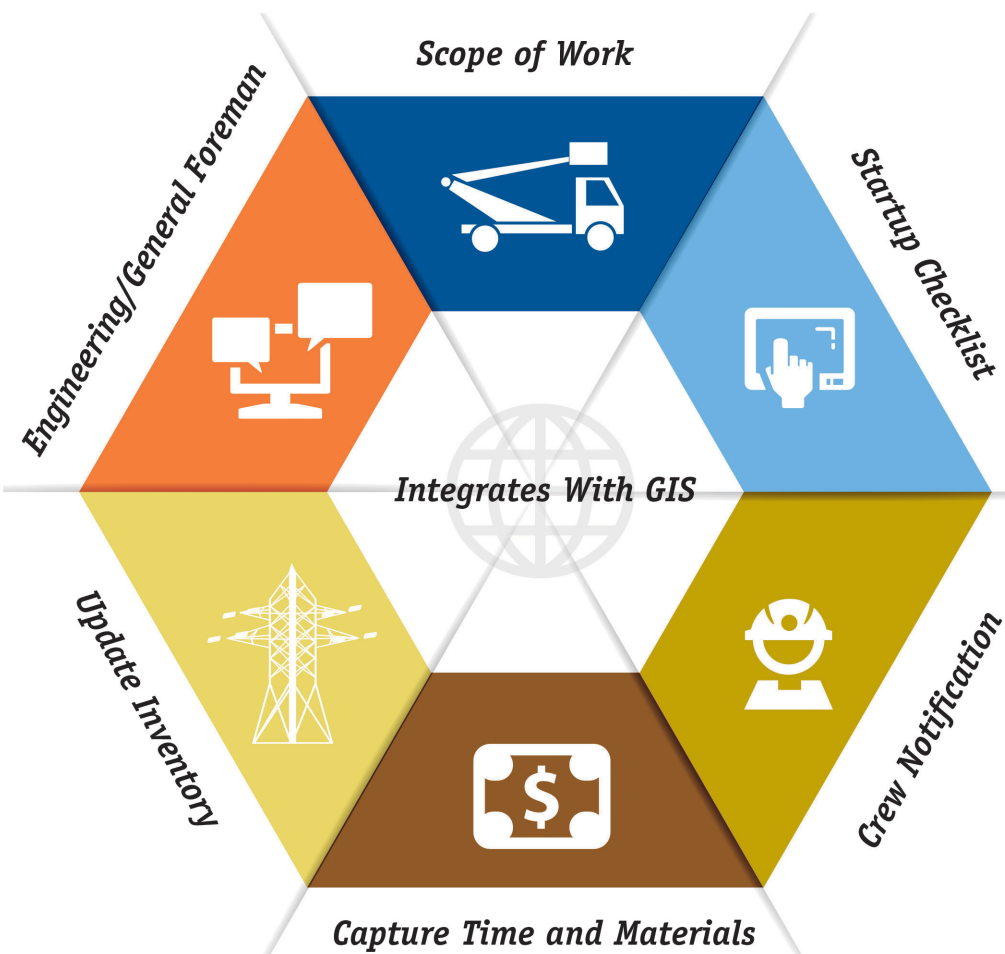 Scope of Work
Startup Checklist
Engineering/General Foreman
Integrates With GIS
Update Inventory
Crew Notification
$
Capture Time and Materials